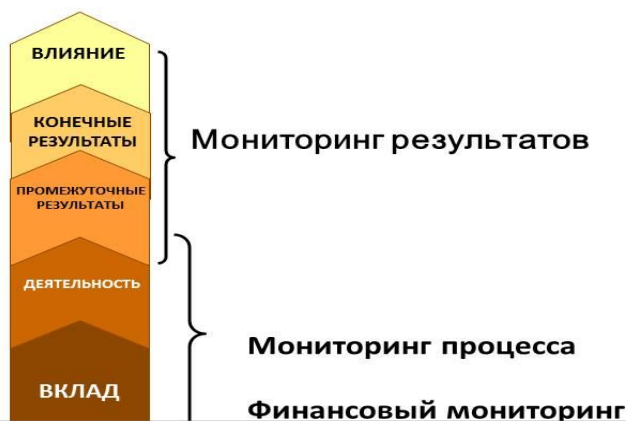 ВЛИЯНИЕ
КОНЕЧНЫЕ
РЕЗУЛЬТАТЫ
Мониторинг результатов
ПРОМЕЖУТОЧНЫЕ
РЕЗУЛЬТАТЫ
ДЕЯТЕЛЬНОСТЬ
Мониторинг процесса
ВКЛАД
Финансовый мониторинг